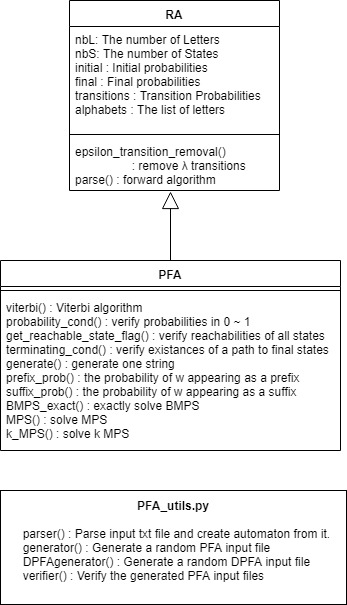 RA
nbL: The number of Letters
nbS: The number of States
initial : Initial probabilities
final : Final probabilities
transitions : Transition Probabilities
alphabets : The list of letters
epsilon_transition_removal()
: remove λ transitions
parse() : forward algorithm
PFA
viterbi() : Viterbi algorithm
probability_cond() : verify probabilities in 0 ~ 1
get_reachable_state_flag() : verify reachabilities of all states
terminating_cond() : verify existances of a path to final states
generate() : generate one string
prefix_prob() : the probability of w appearing as a prefix
suffix_prob() : the probability of w appearing as a suffix
BMPS_exact() : exactly solve BMPS
MPS() : solve MPS
k_MPS() : solve k MPS
PFA_utils.py
parser() : Parse input txt file and create automaton from it.
generator() : Generate a random PFA input file
DPFAgenerator() : Generate a random DPFA input file
verifier() : Verify the generated PFA input files